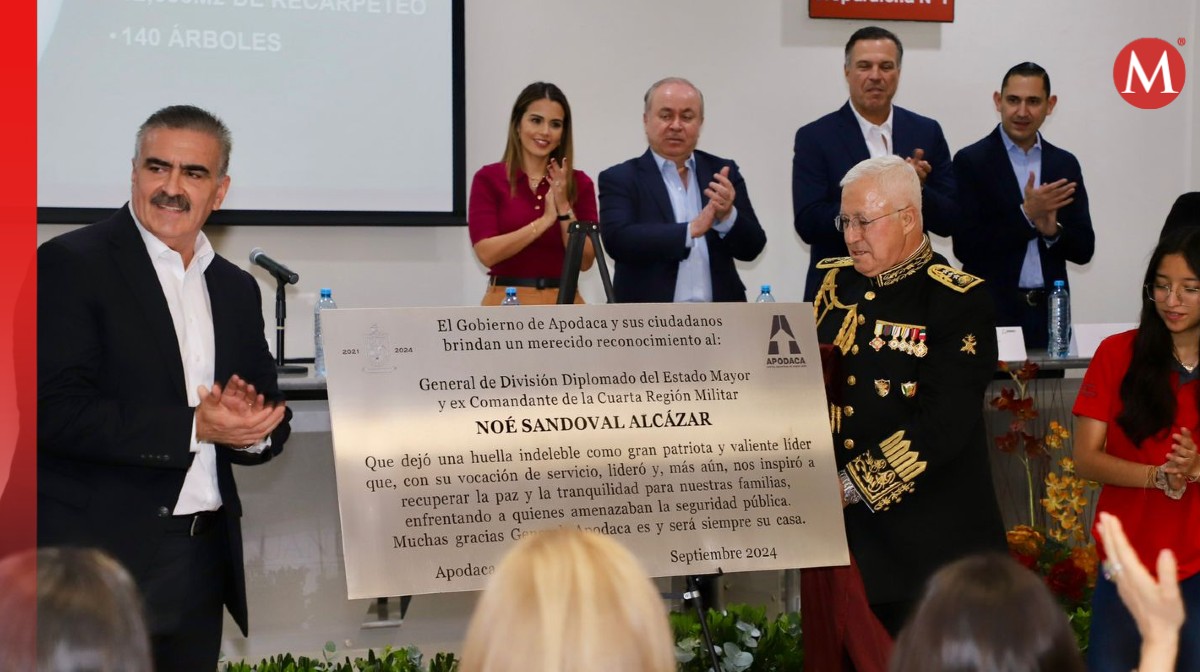 M2 DE RECARPETEO
• 140 ÁRBOLES
M®
2021 2024
El Gobierno de Apodaca y sus ciudadanos
brindan un merecido reconocimiento al:
APODACA
General de División Diplomado del Estado Mayor
y ex Comandante de la Cuarta Región Militar
NOÉ SANDOVAL ALCÁZAR
Que dejó una huella indeleble como gran patriota y valiente líder
que, con su vocación de servicio, lideró y, más aún, nos inspiró a
recuperar la paz y la tranquilidad para nuestras familias,
enfrentando a quienes amenazaban la seguridad pública.
Muchas gracias Apodaca es y será siempre su casa.
Apodaca Septiembre 2024